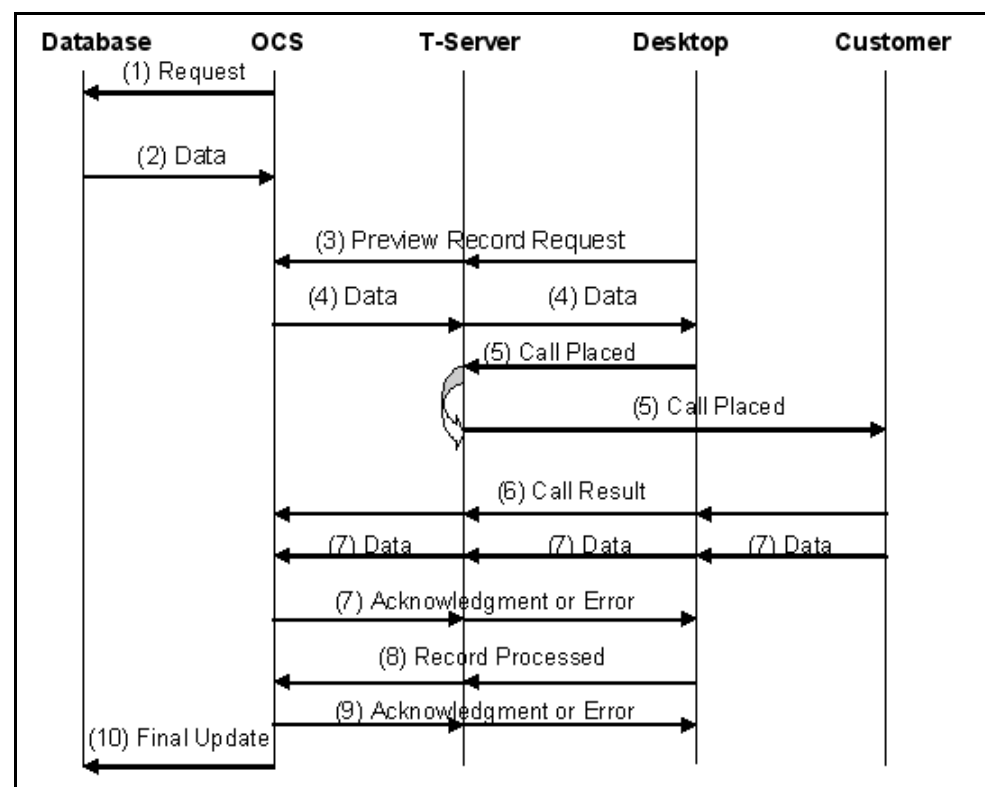 Database OCS T-Server Desktop Customer
(1) Request
(2) Data
(3) Preview Record Request
(4) Data (4) Data
(5) Call Placed
(5) Call Placed
(6) Call Result
(7) Data (7) Data (7) Data
(7) Acknowledgment or Error
(8) Record Processed
(9) Acknowledgment or Error
(10) Final Update